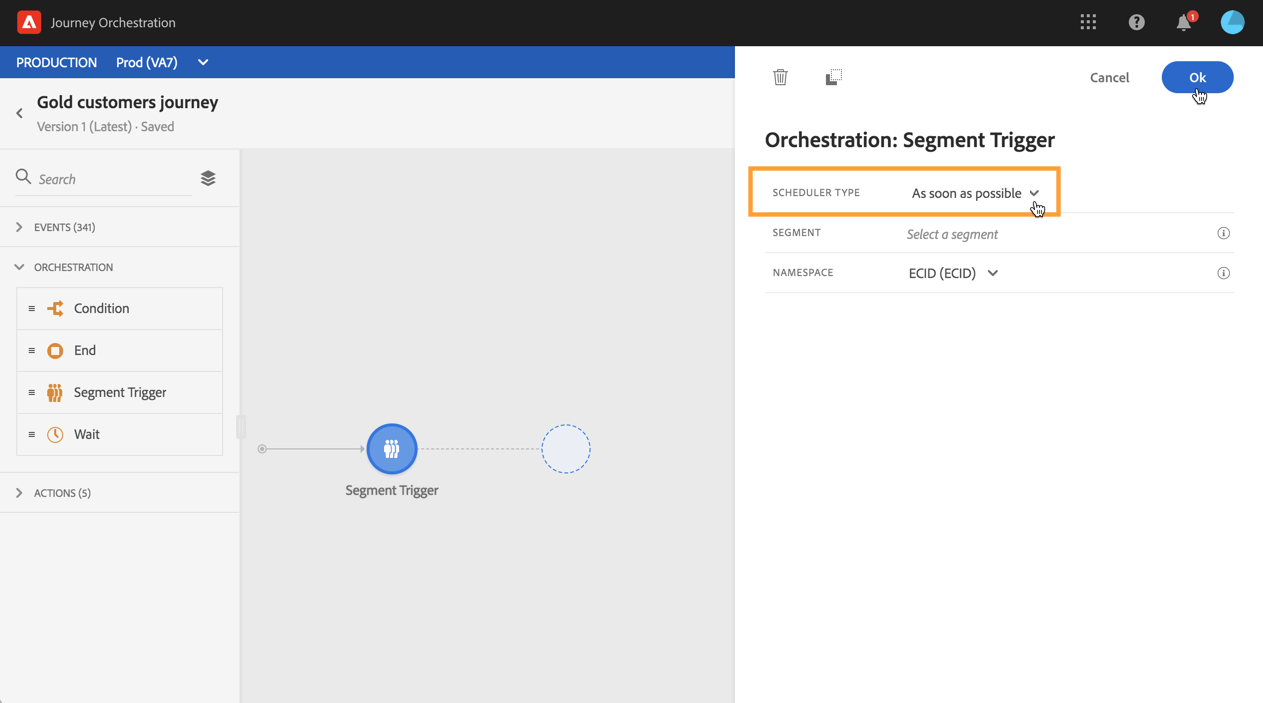 Journey Orchestration
1
PRODUCTION Prod (VA7)
Gold customers journey
Version 1 (Latest) · Saved
Search
EVENTS (341)
ORCHESTRATION
Condition
End
Segment Trigger
Wait
ACTIONS (5)
Segment Trigger
Cancel
Ok
Orchestration: Segment Trigger
SCHEDULER TYPE As soon as possible
SEGMENT Select a segment
NAMESPACE ECID (ECID)